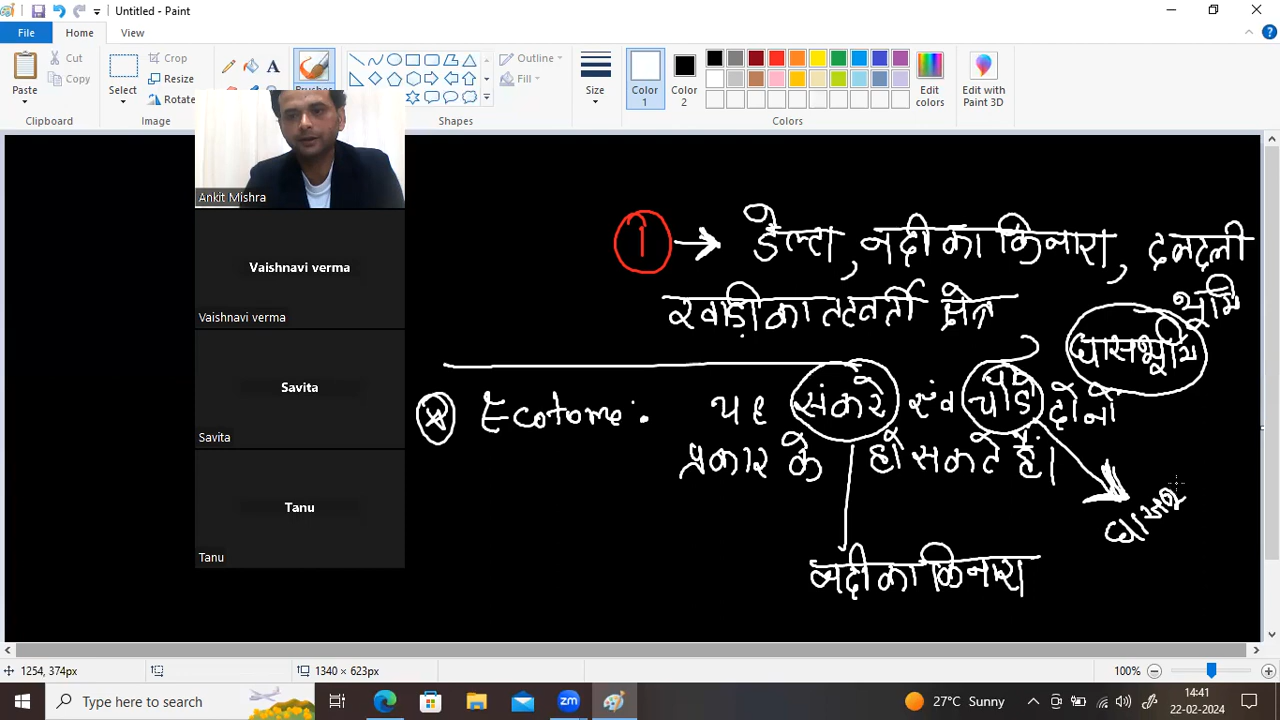 Untitled - Paint
File Home View
Paste Cut Copy Select Crop Resize Rotate Brushes Outline Fill Size Color 1 Color 2 Edit colors Edit with Paint 3D
Clipboard Image Shapes Colors
Ankit Mishra
Vaishnavi verma
Vaishnavi verma
Savita
Savita
Tanu
Tanu
① → डेल्टा, नदी का किनारा, दलदली
भूमि
खाड़ी का तटवर्ती क्षेत्र
घासभूमि
Ecotome: यह संकरे एंव चौडे दोनो
प्रकार के हो सकते हैं।
नदी का किनारा
1254, 374px 1340 × 623px 100%
Type here to search 27°C Sunny 14:41
22-02-2024